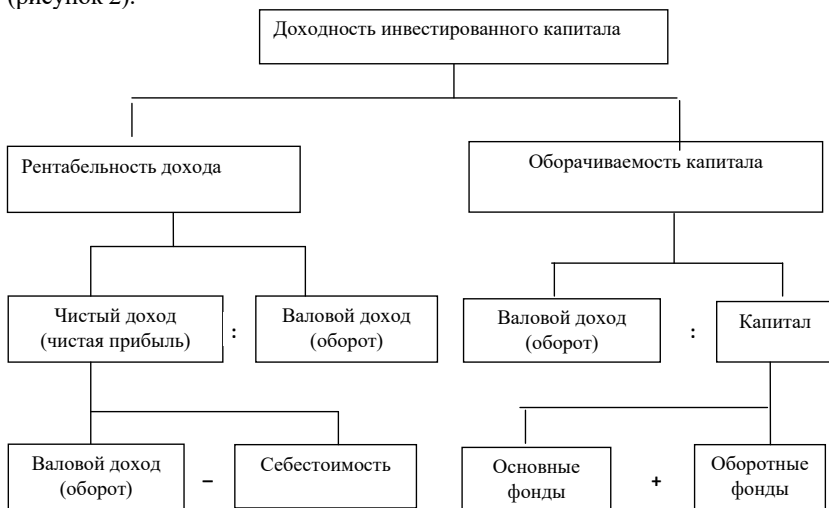 (рисунок 2).
Доходность инвестированного капитала
Рентабельность дохода
Оборачиваемость капитала
Чистый доход
(чистая прибыль)
:
Валовой доход
(оборот)
Валовой доход
(оборот)
:
Капитал
Валовой доход
(оборот)
–
Себестоимость
Основные
фонды
+
Оборотные
фонды